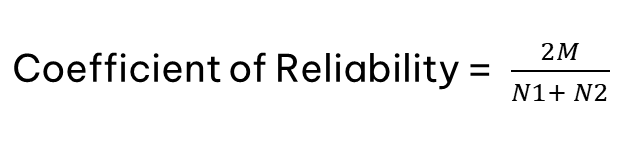 Coefficient of Reliability = 2M / N1+ N2